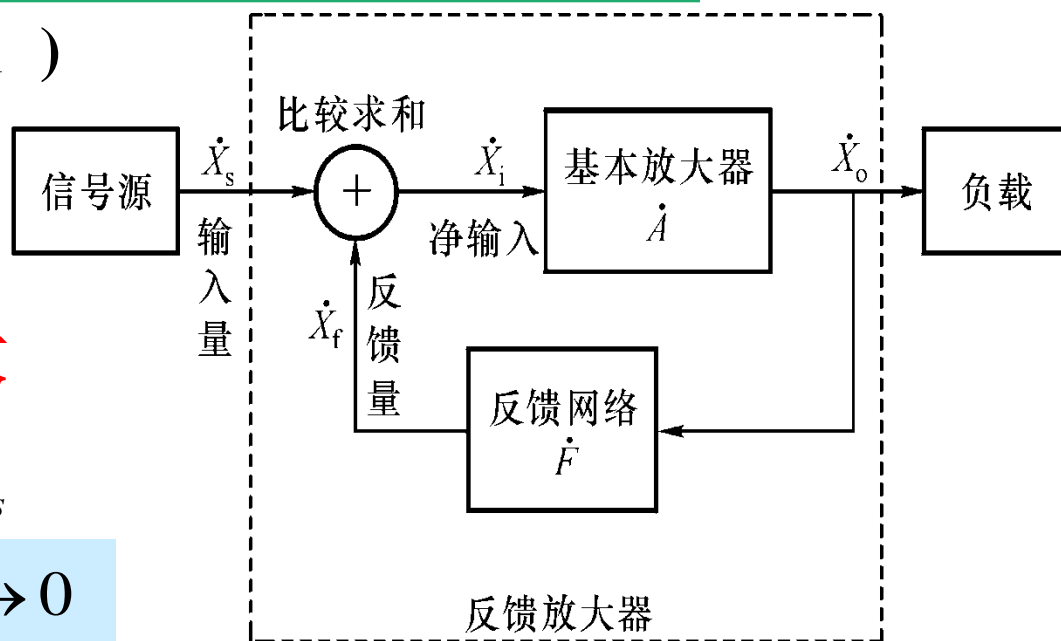 )
比较求和
信号源
Ẋs
+
Ẋi
基本放大器
Ȧ
Ẋo
负载
输入量
净输入
Ẋf
反馈量
反馈网络
Ḟ
s
→0
反馈放大器